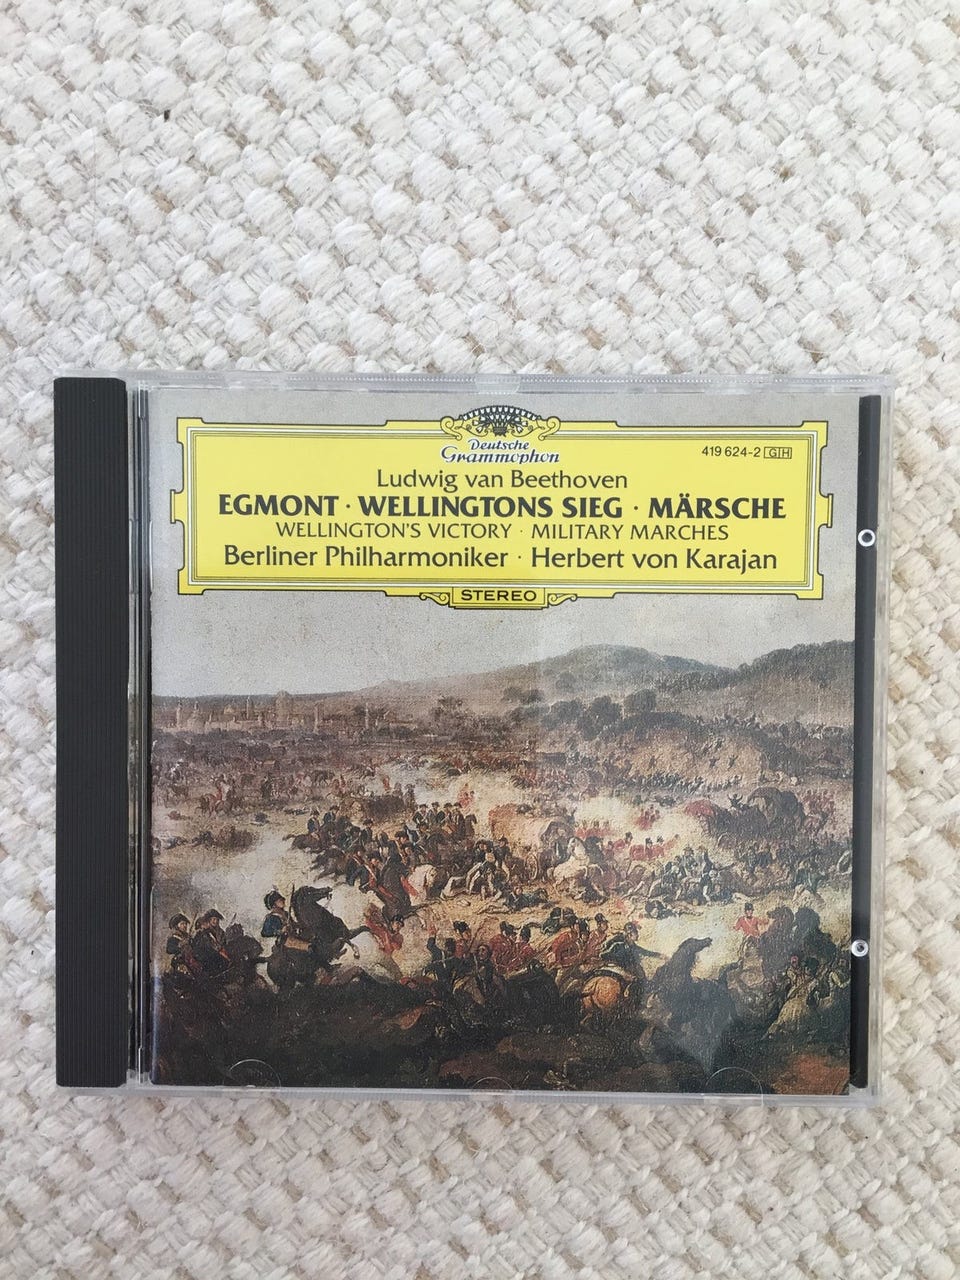 Deutsche
Grammophon
419 624-2 GH
Ludwig van Beethoven
EGMONT · WELLINGTONS SIEG · MÄRSCHE
WELLINGTON'S VICTORY · MILITARY MARCHES
Berliner Philharmoniker · Herbert von Karajan
STEREO